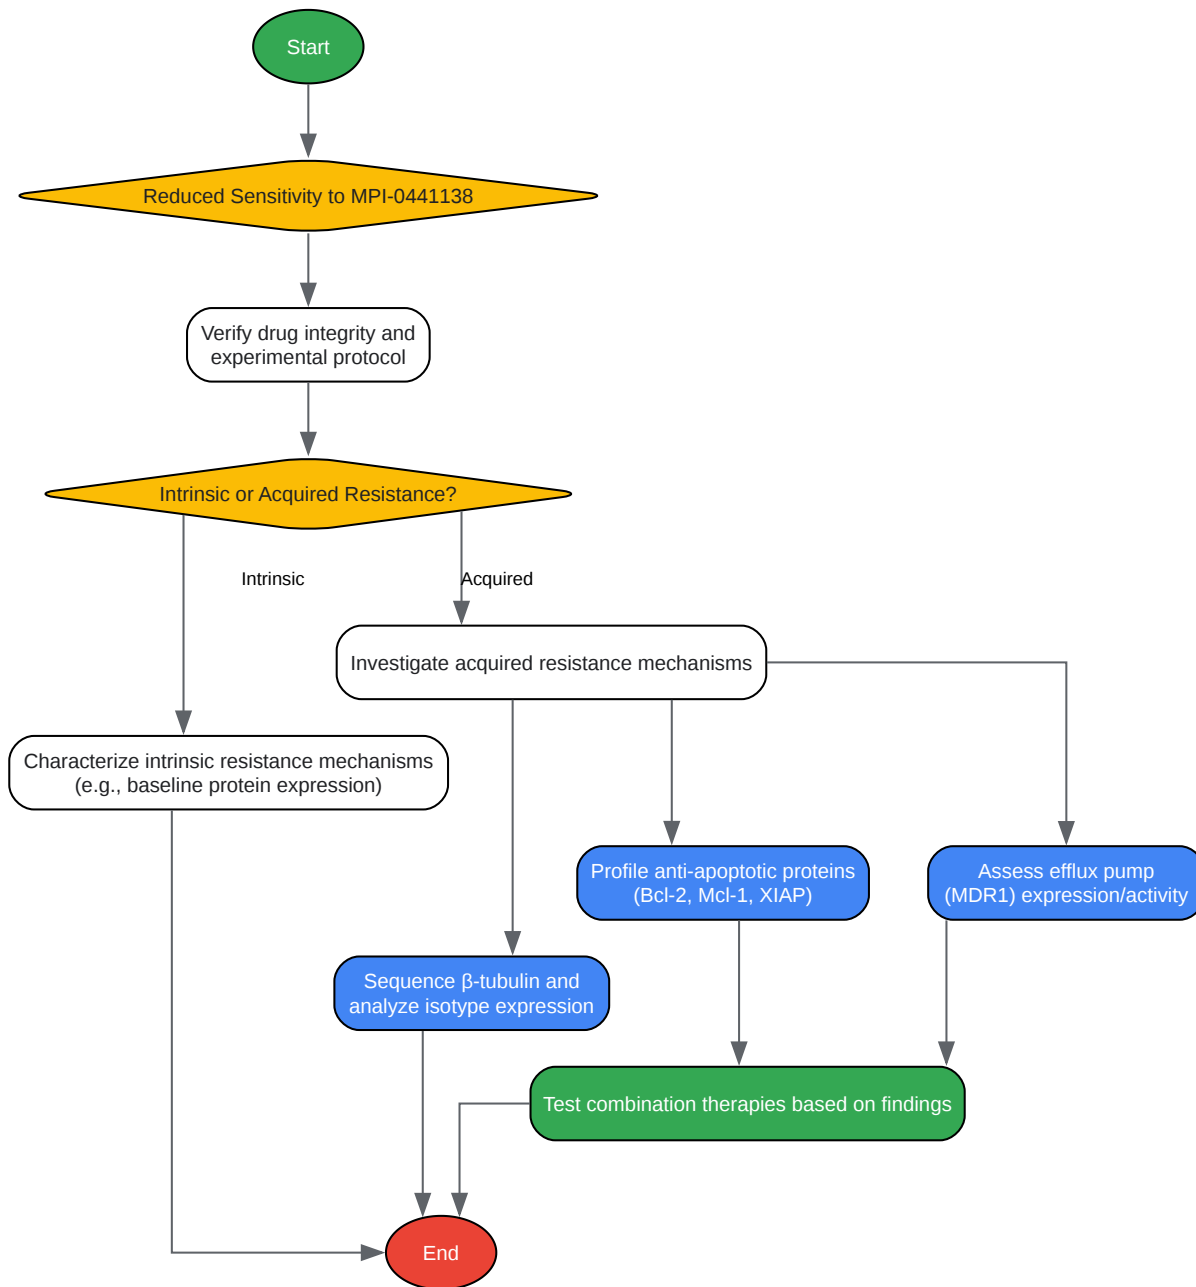 Start
Reduced Sensitivity to MPI-0441138
Verify drug integrity and
experimental protocol
Intrinsic or Acquired Resistance?
Intrinsic
Acquired
Investigate acquired resistance mechanisms
Characterize intrinsic resistance mechanisms
(e.g., baseline protein expression)
Profile anti-apoptotic proteins
(Bcl-2, Mcl-1, XIAP)
Assess efflux pump
(MDR1) expression/activity
Sequence β-tubulin and
analyze isotype expression
Test combination therapies based on findings
End